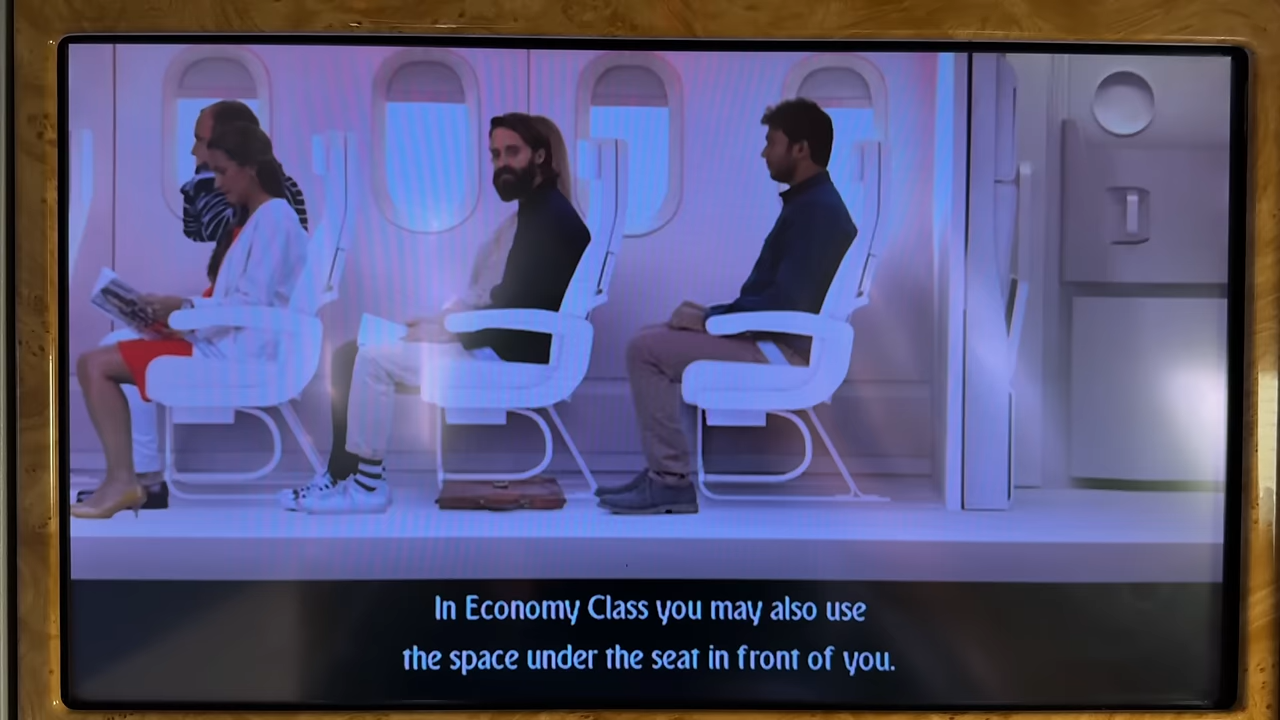 In Economy Class you may also use
the space under the seat in front of you.